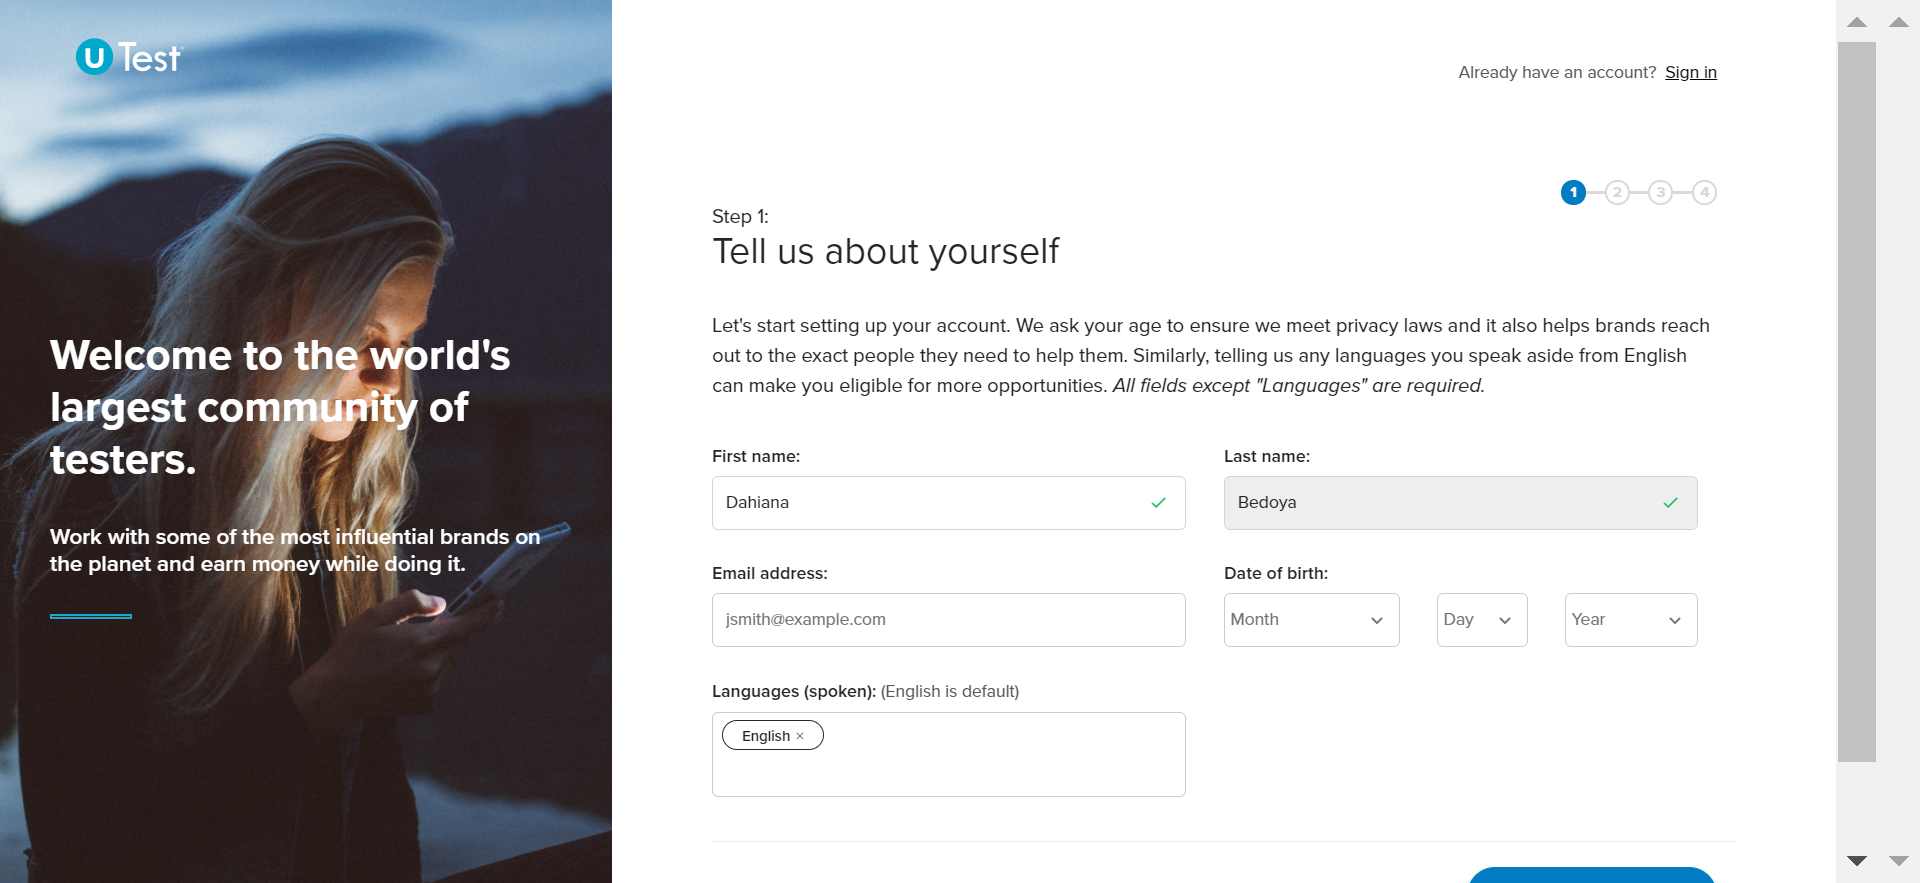 U Test
Welcome to the world's
largest community of
testers.
Work with some of the most influential brands on
the planet and earn money while doing it.
Already have an account? Sign in
1 2 3 4
Step 1:
Tell us about yourself
Let's start setting up your account. We ask your age to ensure we meet privacy laws and it also helps brands reach
out to the exact people they need to help them. Similarly, telling us any languages you speak aside from English
can make you eligible for more opportunities. All fields except "Languages" are required.
First name: Last name:
Dahiana Bedoya
Email address: Date of birth:
jsmith@example.com Month Day Year
Languages (spoken): (English is default)
English ×